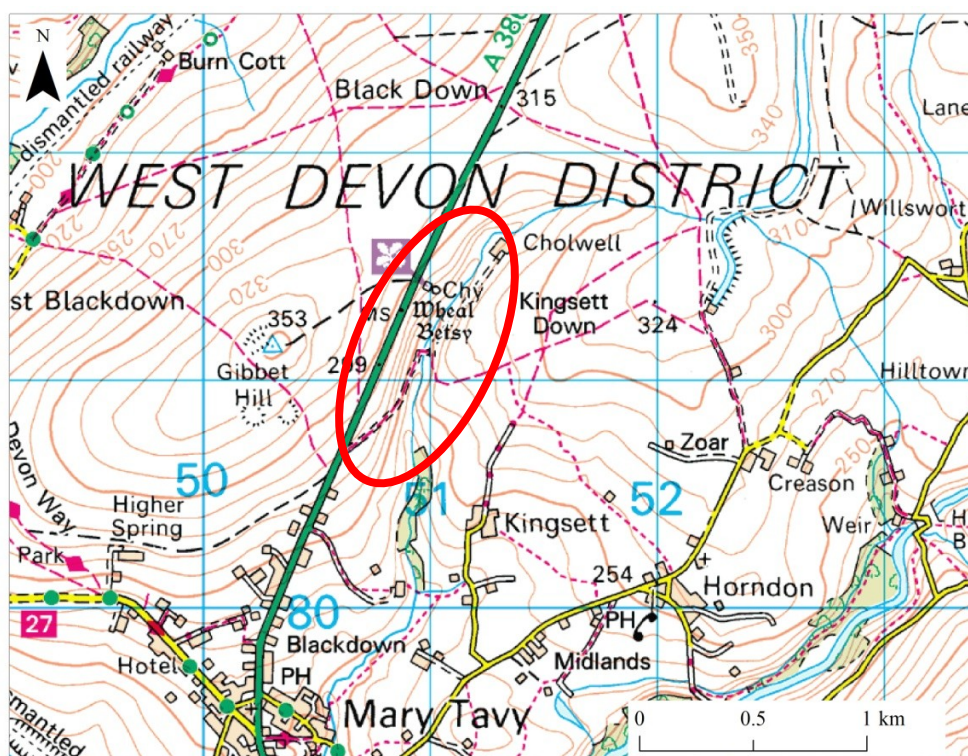 N
dismantled railway
Burn Cott
A 386
350
Black Down
315
Lane
340
200
WEST DEVON DISTRICT
220
250
270
300
Willswort
310
Cholwell
320
st Blackdown
Chy
Wheal
Betsy
MS
Kingsett
Down
353
324
300
299
Gibbet
Hill
Hilltown
270
Devon Way
50
51
Zoar
52
250
Creason
Higher
Spring
Kingsett
Weir
Park
254
Horndon
80
27
PH
Blackdown
Midlands
Hotel
PH
Mary Tavy
mantled
0
0.5
1 km